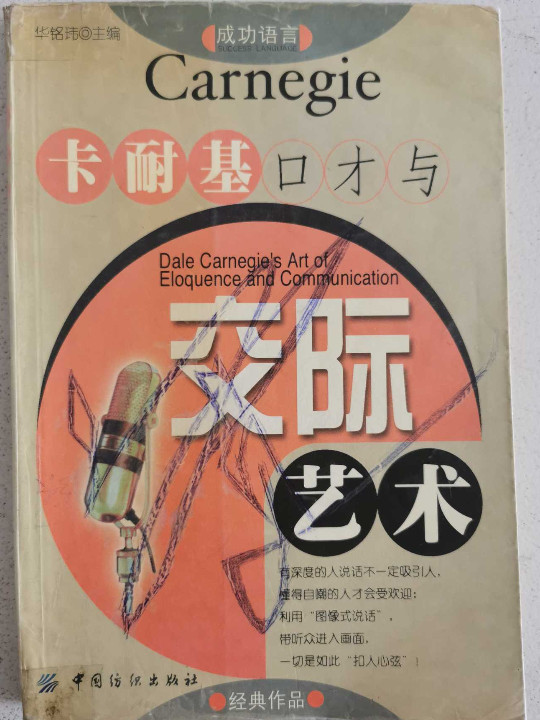 华铭玮◎主编
成功语言
SUCCESS LANGUAGE
Carnegie
卡耐基口才与
Dale Carnegie's Art of
Eloquence and Communication
交际
艺术
有深度的人说话不一定吸引人，
懂得自嘲的人才会受欢迎；
利用“图像式说话”，
带听众进入画面，
一切是如此“扣人心弦”！
中国纺织出版社
经典作品